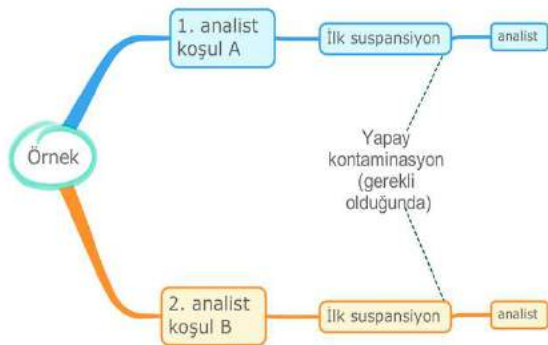 1. analist
koşul A
İlk suspansiyon
analist
Örnek
Yapay
kontaminasyon
(gerekli
olduğunda)
2. analist
koşul B
İlk suspansiyon
analist